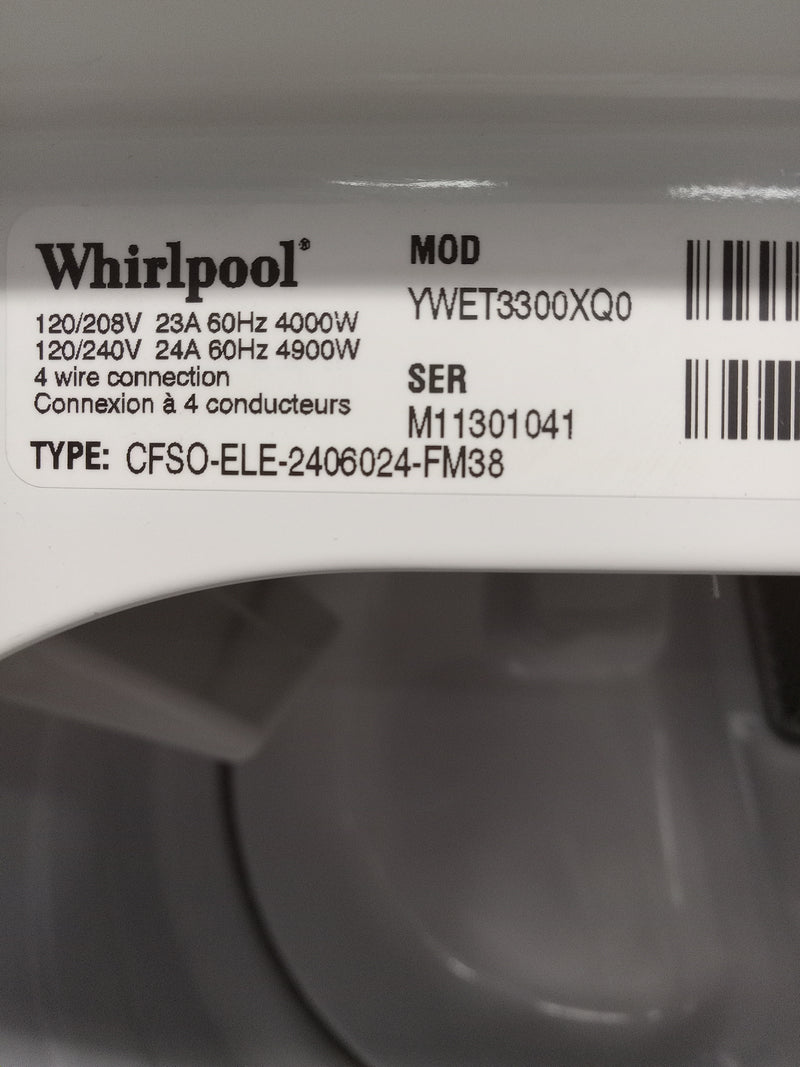 Whirlpool®
120/208V 23A 60Hz 4000W
120/240V 24A 60Hz 4900W
4 wire connection
Connexion à 4 conducteurs
TYPE: CFSO-ELE-2406024-FM38
MOD
YWET3300XQ0
SER
M11301041